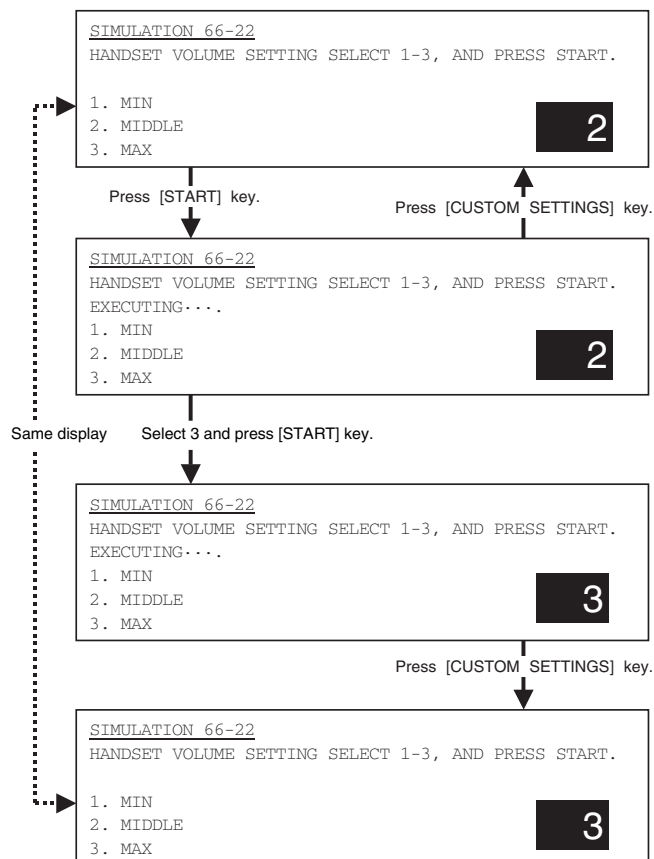 SIMULATION 66-22
HANDSET VOLUME SETTING SELECT 1-3, AND PRESS START.
1. MIN
2. MIDDLE
3. MAX
2
Press [START] key.
Press [CUSTOM SETTINGS] key.
SIMULATION 66-22
HANDSET VOLUME SETTING SELECT 1-3, AND PRESS START.
EXECUTING····.
1. MIN
2. MIDDLE
3. MAX
2
Same display
Select 3 and press [START] key.
SIMULATION 66-22
HANDSET VOLUME SETTING SELECT 1-3, AND PRESS START.
EXECUTING····.
1. MIN
2. MIDDLE
3. MAX
3
Press [CUSTOM SETTINGS] key.
SIMULATION 66-22
HANDSET VOLUME SETTING SELECT 1-3, AND PRESS START.
1. MIN
2. MIDDLE
3. MAX
3